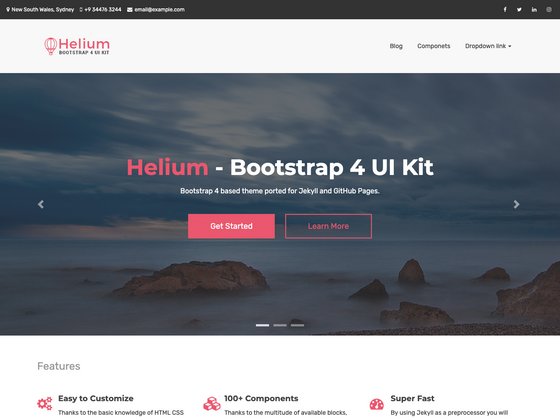 New South Wales, Sydney +9 34476 3244 email@example.com
Helium
BOOTSTRAP 4 UI KIT
Blog Componets Dropdown link
Helium - Bootstrap 4 UI Kit
Bootstrap 4 based theme ported for Jekyll and GitHub Pages.
Get Started Learn More
Features
Easy to Customize 100+ Components Super Fast
Thanks to the basic knowledge of HTML CSS Thanks to the multitude of available blocks, By using Jekyll as a preprocessor you will